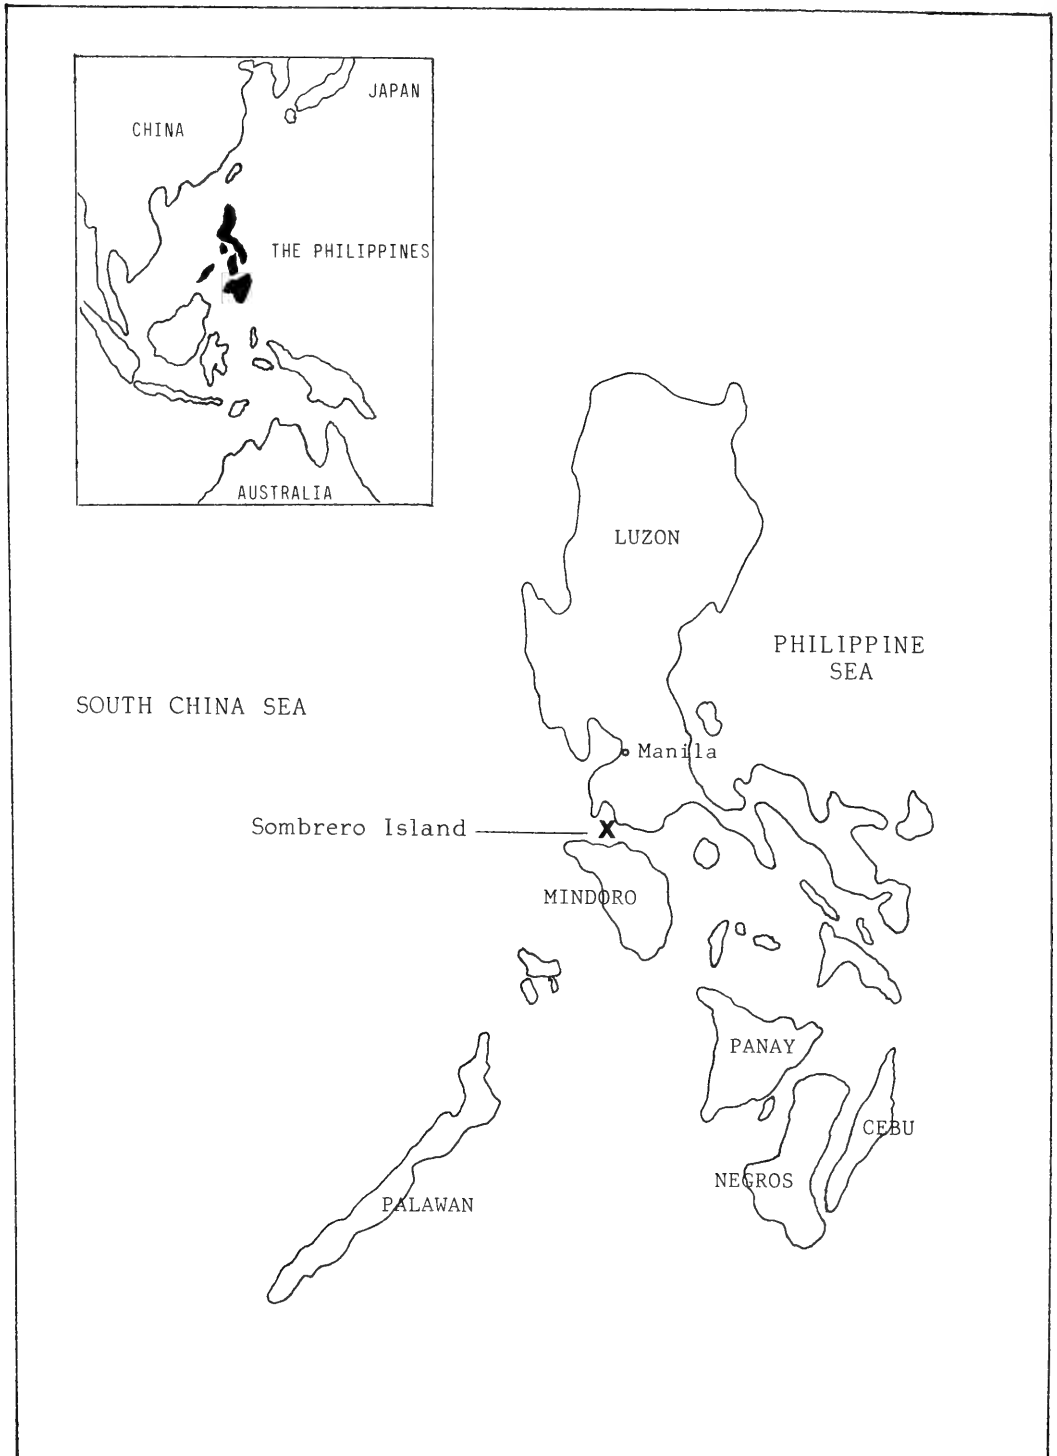 JAPAN
CHINA
THE PHILIPPINES
AUSTRALIA
LUZON
PHILIPPINE
SEA
SOUTH CHINA SEA
Manila
Sombrero Island
X
MINDORO
PANAY
CEBU
NEGROS
PALAWAN